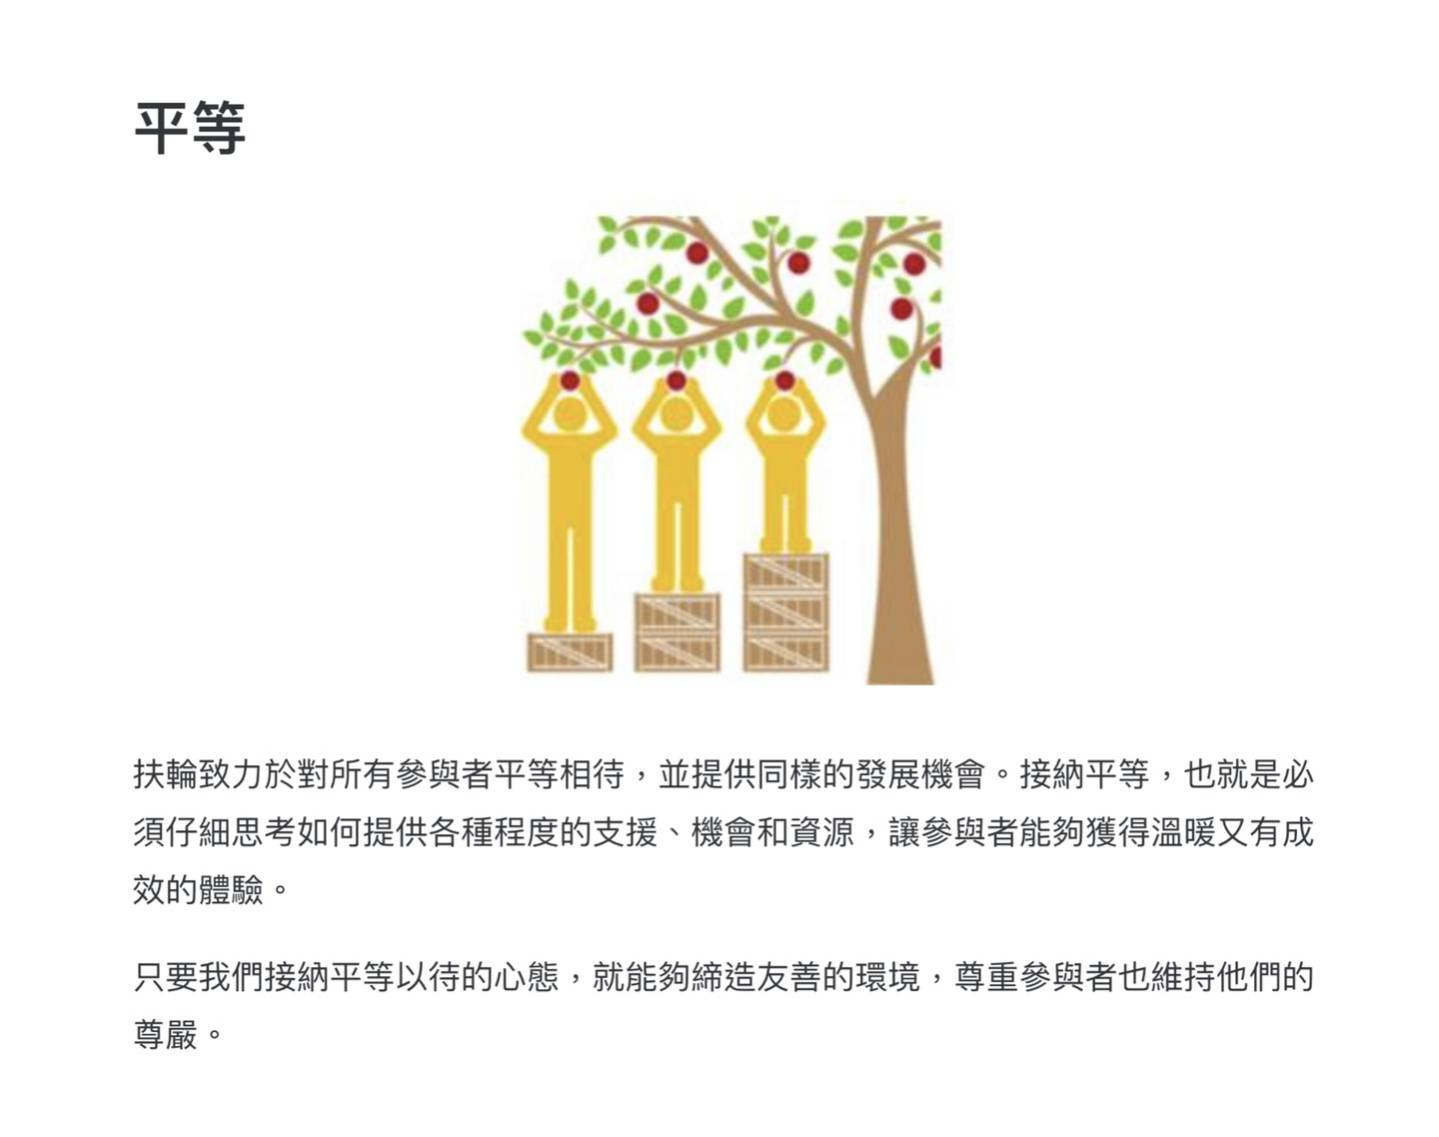 平等
扶輪致力於對所有參與者平等相待，並提供同樣的發展機會。接納平等，也就是必
須仔細思考如何提供各種程度的支援、機會和資源，讓參與者能夠獲得溫暖又有成
效的體驗。
只要我們接納平等以待的心態，就能夠締造友善的環境，尊重參與者也維持他們的
尊嚴。